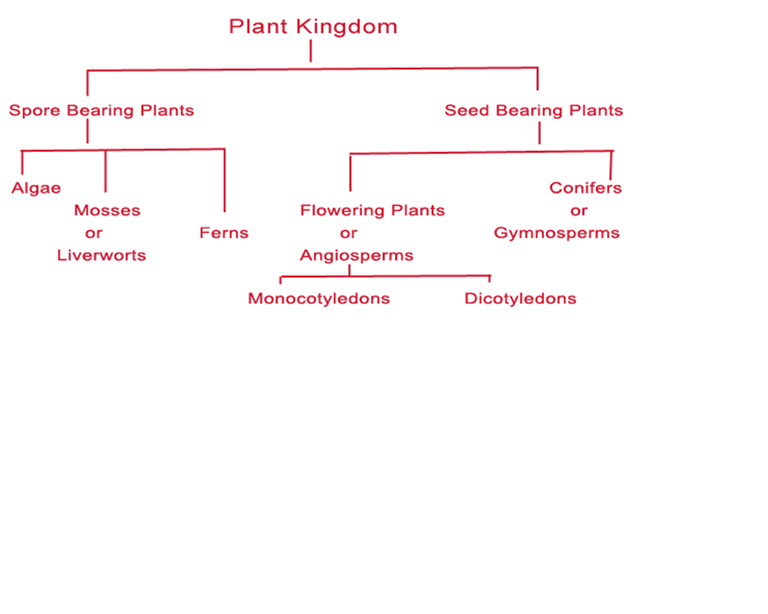 Plant Kingdom
Spore Bearing Plants
Seed Bearing Plants
Algae
Mosses
or
Liverworts
Ferns
Flowering Plants
or
Angiosperms
Conifers
or
Gymnosperms
Monocotyledons
Dicotyledons